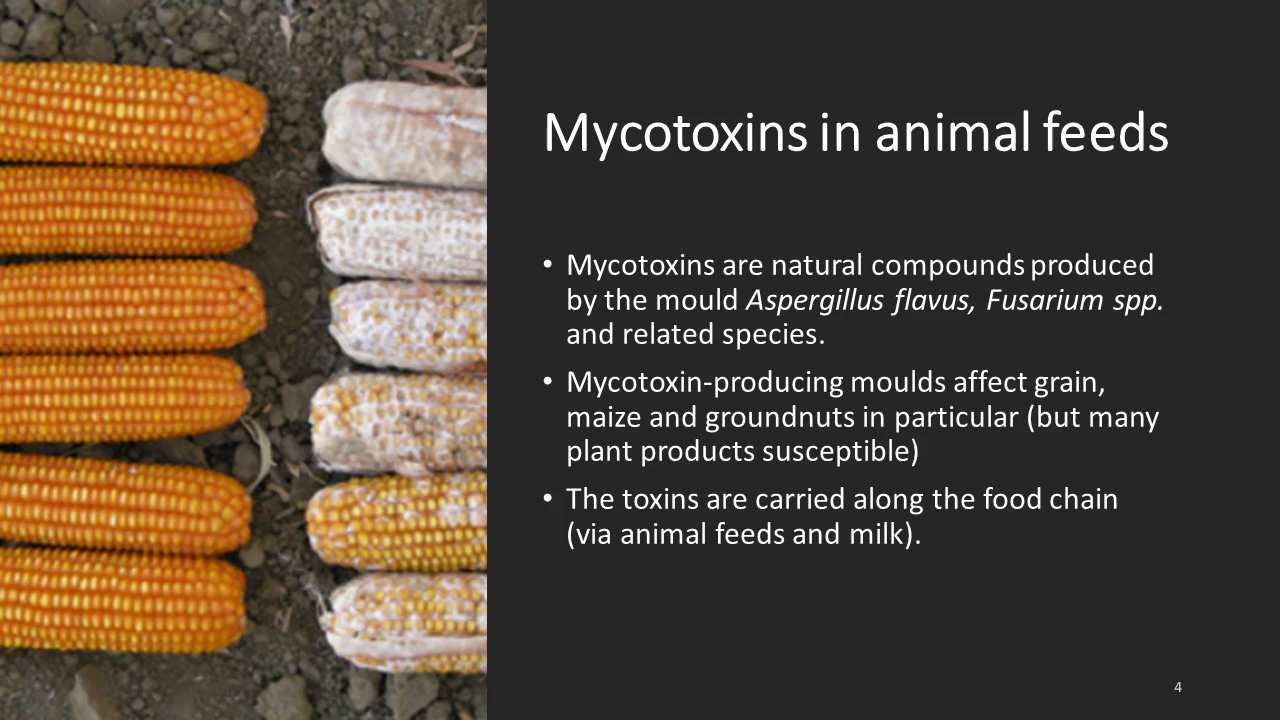 Mycotoxins in animal feeds
• Mycotoxins are natural compounds produced
by the mould Aspergillus flavus, Fusarium spp.
and related species.
• Mycotoxin-producing moulds affect grain,
maize and groundnuts in particular (but many
plant products susceptible)
• The toxins are carried along the food chain
(via animal feeds and milk).
4